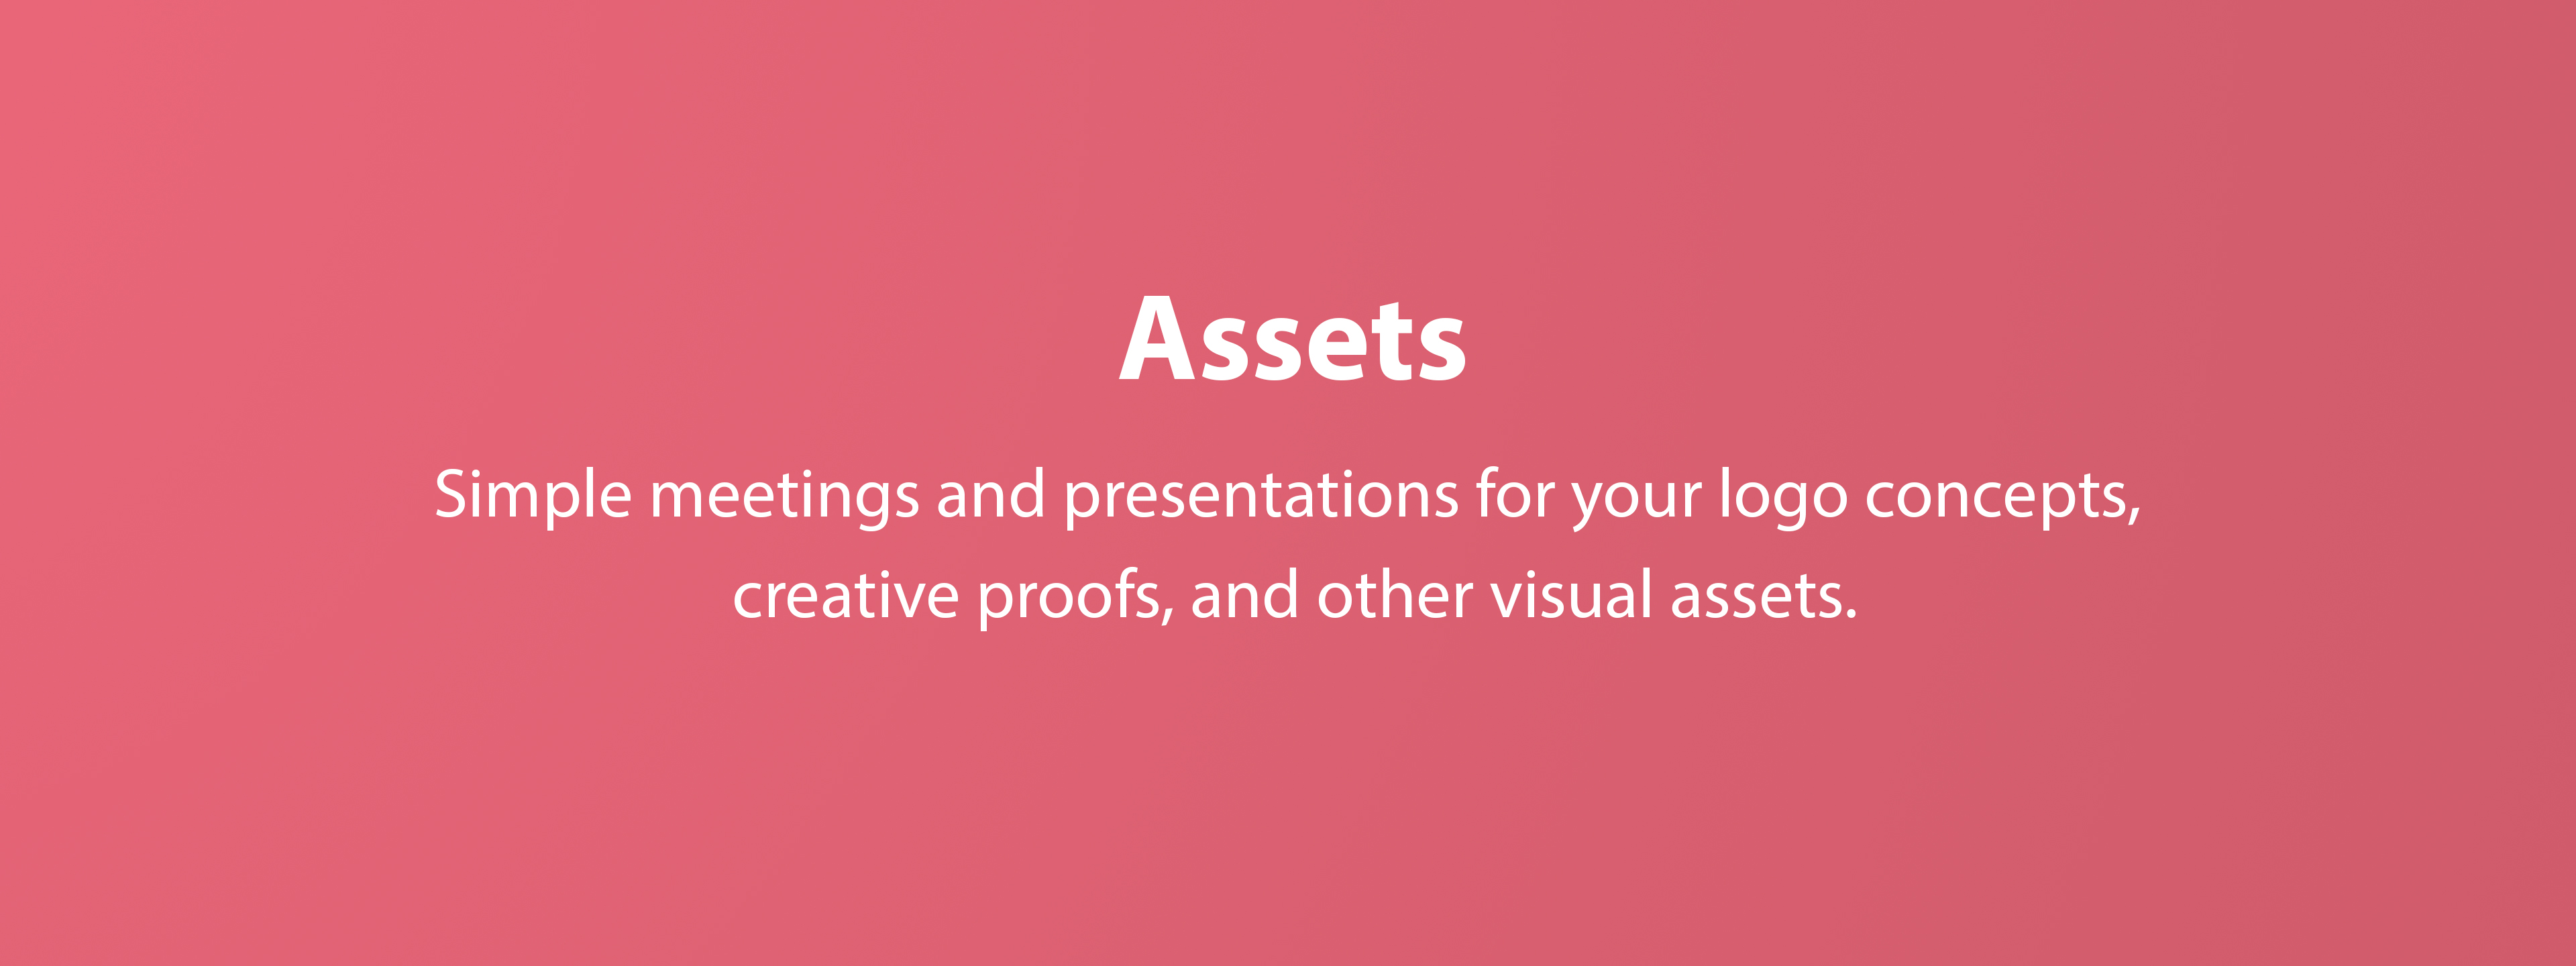 Assets
Simple meetings and presentations for your logo concepts,
creative proofs, and other visual assets.